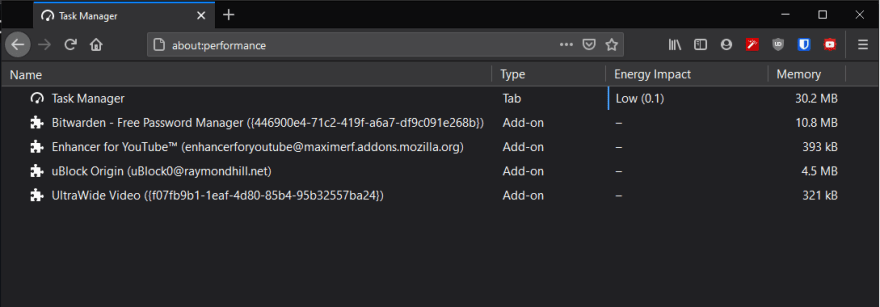 Task Manager
about:performance
Name Type Energy Impact Memory
Task Manager Tab Low (0.1) 30.2 MB
Bitwarden - Free Password Manager ({446900e4-71c2-419f-a6a7-df9c091e268b}) Add-on – 10.8 MB
Enhancer for YouTube™ (enhancerforyoutube@maximerf.addons.mozilla.org) Add-on – 393 kB
uBlock Origin (uBlock0@raymondhill.net) Add-on – 4.5 MB
UltraWide Video ({f07fb9b1-1eaf-4d80-85b4-95b32557ba24}) Add-on – 321 kB